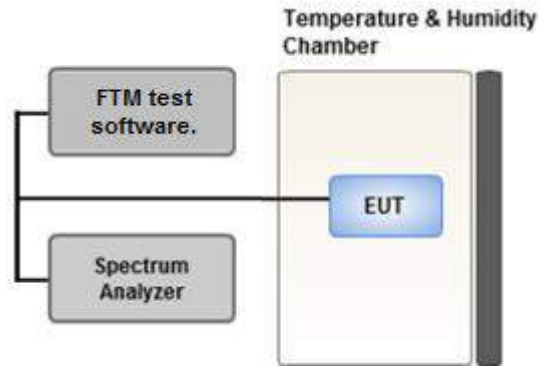 Temperature & Humidity
Chamber
FTM test
software.
EUT
Spectrum
Analyzer